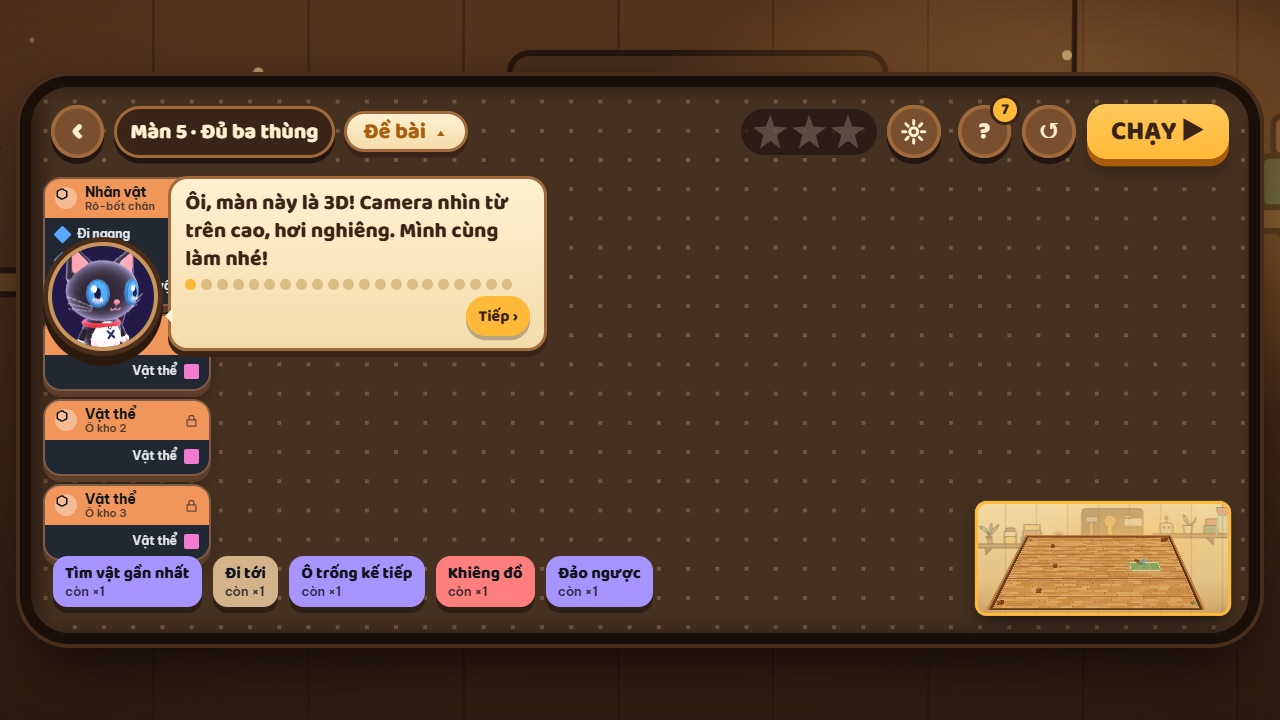 Màn 5 · Đủ ba thùng
Đề bài
?
7
CHẠY
Nhân vật
Rô-bốt chân
Đi ngang
Ôi, màn này là 3D! Camera nhìn từ
trên cao, hơi nghiêng. Mình cùng
làm nhé!
Tiếp ›
Vật thể
Vật thể
Ô kho 2
Vật thể
Vật thể
Ô kho 3
Vật thể
Tìm vật gần nhất
còn ×1
Đi tới
còn ×1
Ô trống kế tiếp
còn ×1
Khiêng đồ
còn ×1
Đảo ngược
còn ×1